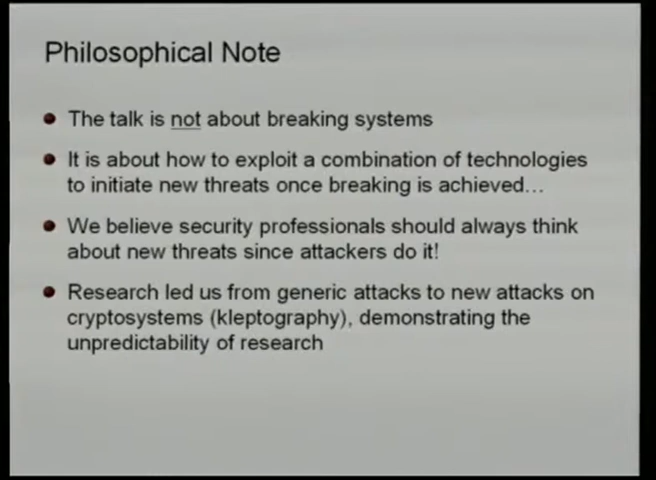 Philosophical Note
The talk is not about breaking systems
It is about how to exploit a combination of technologies
to initiate new threats once breaking is achieved…
We believe security professionals should always think
about new threats since attackers do it!
Research led us from generic attacks to new attacks on
cryptosystems (kleptography), demonstrating the
unpredictability of research